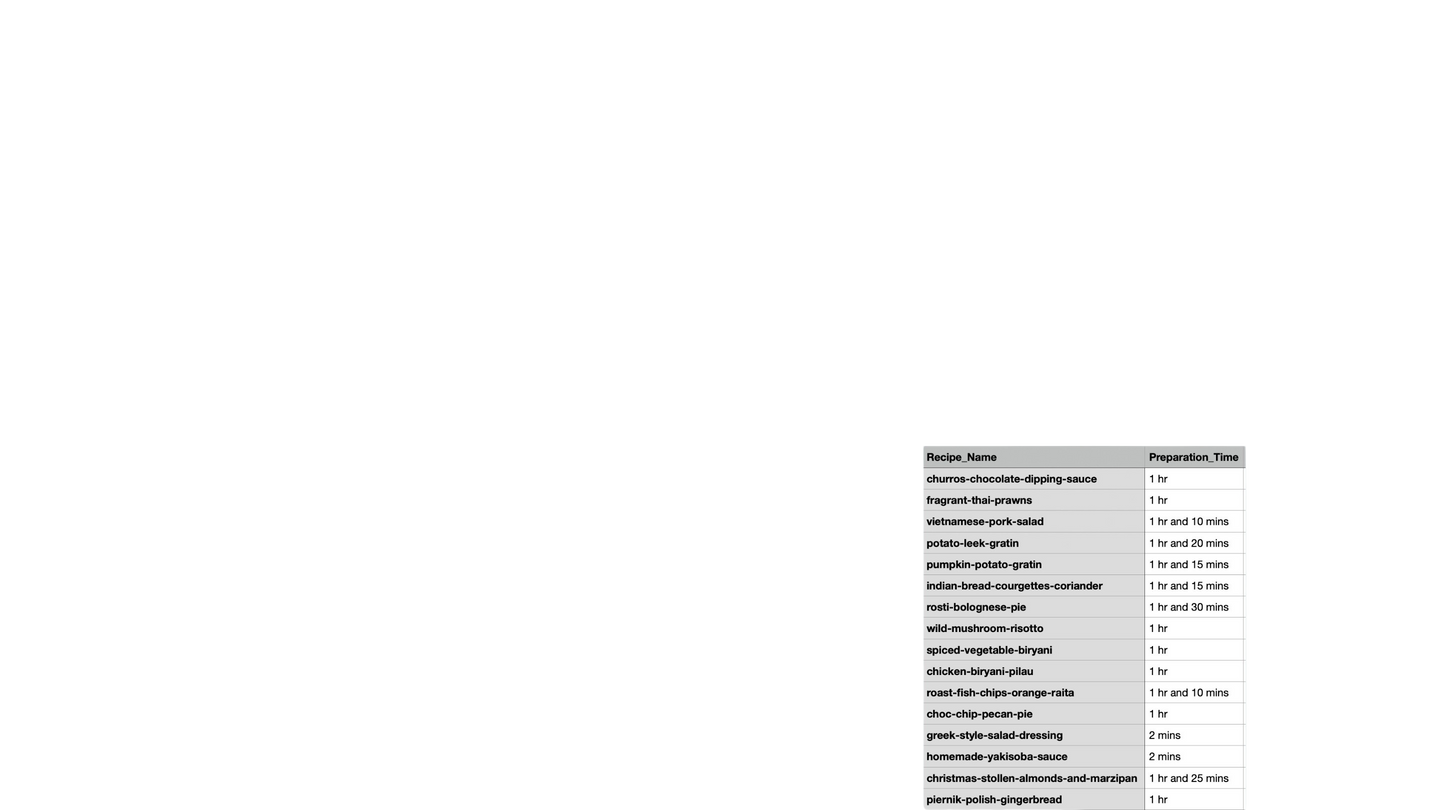 Recipe_Name Preparation_Time
churros-chocolate-dipping-sauce 1 hr
fragrant-thai-prawns 1 hr
vietnamese-pork-salad 1 hr and 10 mins
potato-leek-gratin 1 hr and 20 mins
pumpkin-potato-gratin 1 hr and 15 mins
indian-bread-courgettes-coriander 1 hr and 15 mins
rosti-bolognese-pie 1 hr and 30 mins
wild-mushroom-risotto 1 hr
spiced-vegetable-biryani 1 hr
chicken-biryani-pilau 1 hr
roast-fish-chips-orange-raita 1 hr and 10 mins
choc-chip-pecan-pie 1 hr
greek-style-salad-dressing 2 mins
homemade-yakisoba-sauce 2 mins
christmas-stollen-almonds-and-marzipan 1 hr and 25 mins
piernik-polish-gingerbread 1 hr